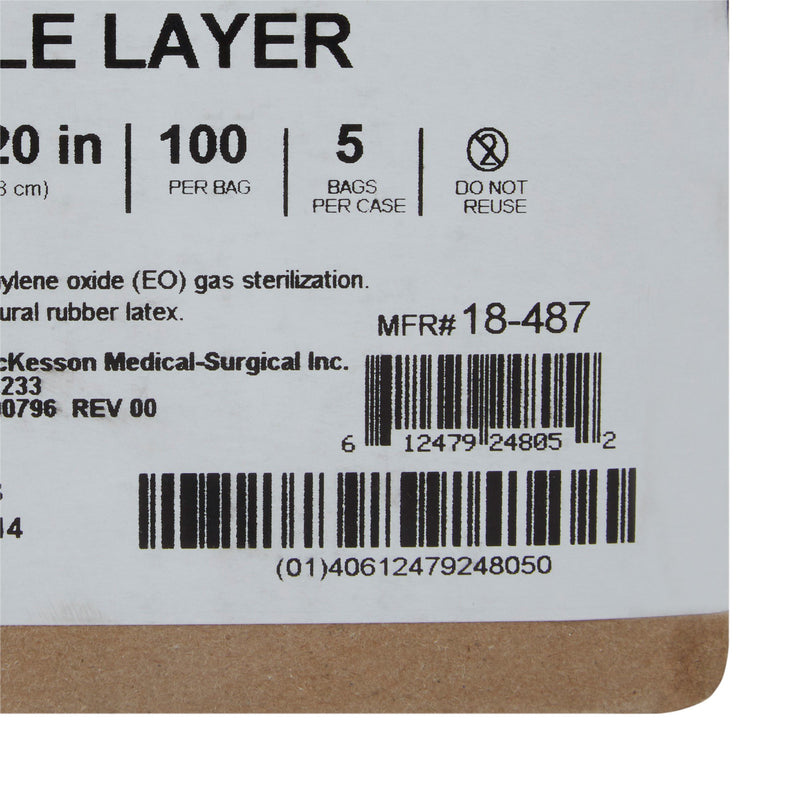 LE LAYER
20 in
100
5
cm)
PER BAG
BAGS
PER CASE
DO NOT
REUSE
ylene oxide (EO) gas sterilization.
ural rubber latex.
MFR# 18-487
cKesson Medical-Surgical Inc.
233
0796 REV 00
6 12479 24805 2
14
(01)40612479248050